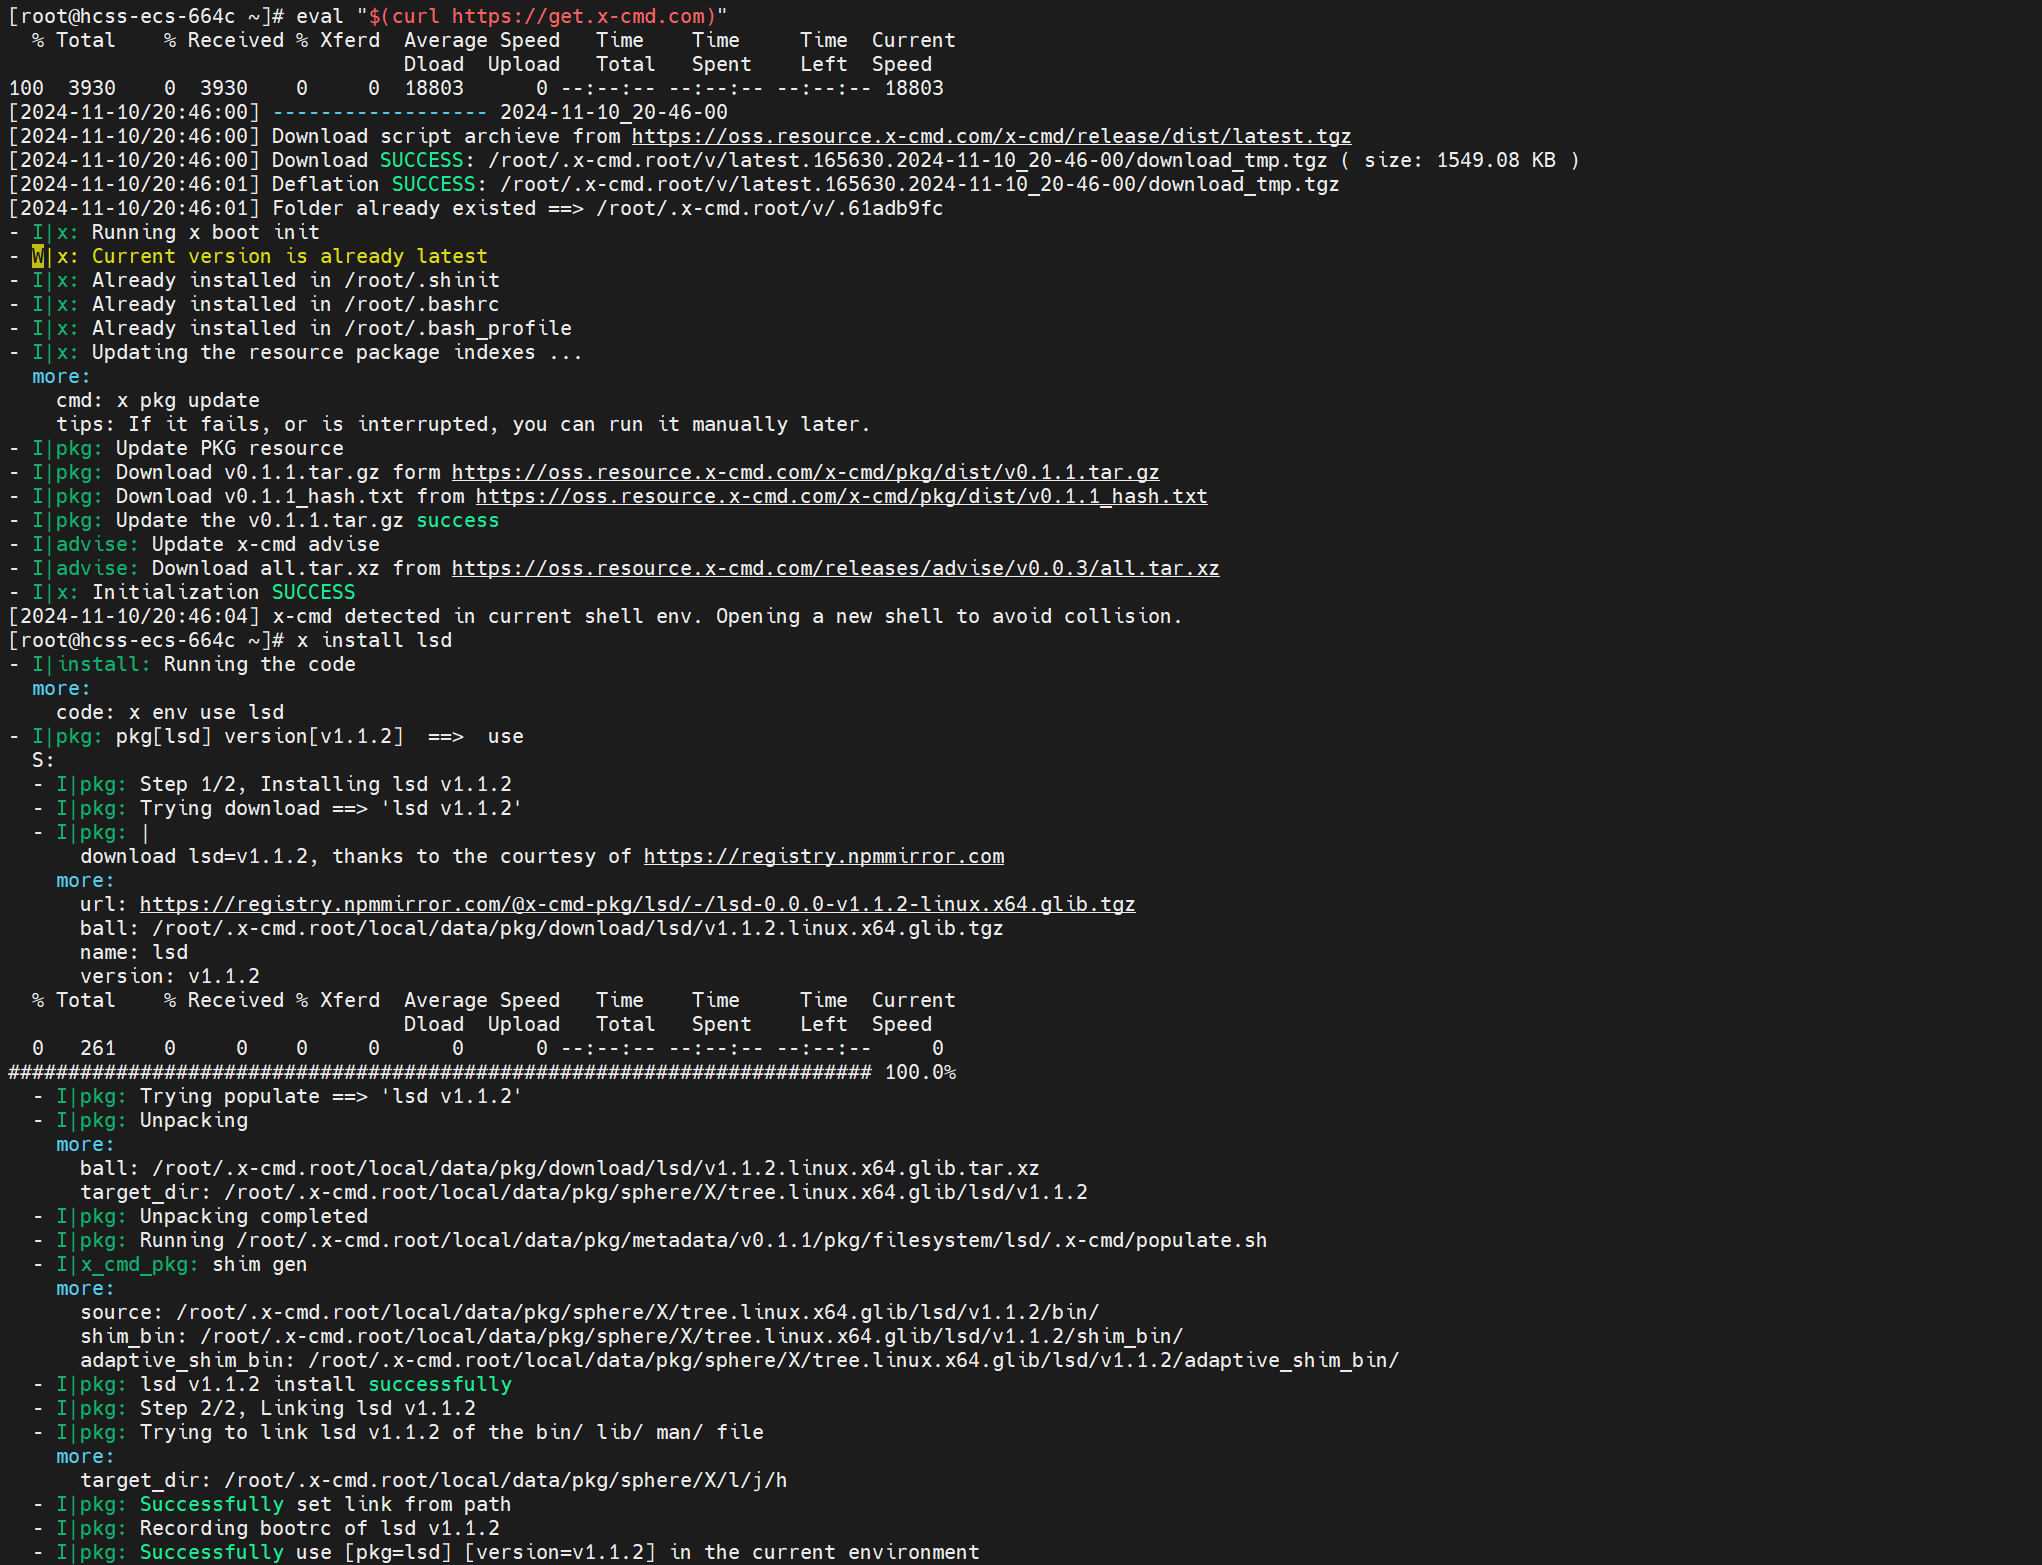 [root@hcss-ecs-664c ~]# eval "$(curl https://get.x-cmd.com)"
  % Total    % Received % Xferd  Average Speed   Time    Time     Time  Current
                                 Dload  Upload   Total   Spent    Left  Speed
100  3930    0  3930    0     0  18803      0 --:--:-- --:--:-- --:--:-- 18803
[2024-11-10/20:46:00] ------------------ 2024-11-10_20-46-00
[2024-11-10/20:46:00] Download script archieve from https://oss.resource.x-cmd.com/x-cmd/release/dist/latest.tgz
[2024-11-10/20:46:00] Download SUCCESS: /root/.x-cmd.root/v/latest.165630.2024-11-10_20-46-00/download_tmp.tgz ( size: 1549.08 KB )
[2024-11-10/20:46:01] Deflation SUCCESS: /root/.x-cmd.root/v/latest.165630.2024-11-10_20-46-00/download_tmp.tgz
[2024-11-10/20:46:01] Folder already existed ==> /root/.x-cmd.root/v/.61adb9fc
- I|x: Running x boot init
- W|x: Current version is already latest
- I|x: Already installed in /root/.shinit
- I|x: Already installed in /root/.bashrc
- I|x: Already installed in /root/.bash_profile
- I|x: Updating the resource package indexes ...
  more:
    cmd: x pkg update
    tips: If it fails, or is interrupted, you can run it manually later.
- I|pkg: Update PKG resource
- I|pkg: Download v0.1.1.tar.gz form https://oss.resource.x-cmd.com/x-cmd/pkg/dist/v0.1.1.tar.gz
- I|pkg: Download v0.1.1_hash.txt from https://oss.resource.x-cmd.com/x-cmd/pkg/dist/v0.1.1_hash.txt
- I|pkg: Update the v0.1.1.tar.gz success
- I|advise: Update x-cmd advise
- I|advise: Download all.tar.xz from https://oss.resource.x-cmd.com/releases/advise/v0.0.3/all.tar.xz
- I|x: Initialization SUCCESS
[2024-11-10/20:46:04] x-cmd detected in current shell env. Opening a new shell to avoid collision.
[root@hcss-ecs-664c ~]# x install lsd
- I|install: Running the code
  more:
    code: x env use lsd
- I|pkg: pkg[lsd] version[v1.1.2]  ==>  use
  S:
  - I|pkg: Step 1/2, Installing lsd v1.1.2
  - I|pkg: Trying download ==> 'lsd v1.1.2'
  - I|pkg: |
      download lsd=v1.1.2, thanks to the courtesy of https://registry.npmmirror.com
    more:
      url: https://registry.npmmirror.com/@x-cmd-pkg/lsd/-/lsd-0.0.0-v1.1.2-linux.x64.glib.tgz
      ball: /root/.x-cmd.root/local/data/pkg/download/lsd/v1.1.2.linux.x64.glib.tgz
      name: lsd
      version: v1.1.2
  % Total    % Received % Xferd  Average Speed   Time    Time     Time  Current
                                 Dload  Upload   Total   Spent    Left  Speed
  0   261    0     0    0     0      0      0 --:--:-- --:--:-- --:--:--     0
######################################################################## 100.0%
  - I|pkg: Trying populate ==> 'lsd v1.1.2'
  - I|pkg: Unpacking
    more:
      ball: /root/.x-cmd.root/local/data/pkg/download/lsd/v1.1.2.linux.x64.glib.tar.xz
      target_dir: /root/.x-cmd.root/local/data/pkg/sphere/X/tree.linux.x64.glib/lsd/v1.1.2
  - I|pkg: Unpacking completed
  - I|pkg: Running /root/.x-cmd.root/local/data/pkg/metadata/v0.1.1/pkg/filesystem/lsd/.x-cmd/populate.sh
  - I|x_cmd_pkg: shim gen
    more:
      source: /root/.x-cmd.root/local/data/pkg/sphere/X/tree.linux.x64.glib/lsd/v1.1.2/bin/
      shim_bin: /root/.x-cmd.root/local/data/pkg/sphere/X/tree.linux.x64.glib/lsd/v1.1.2/shim_bin/
      adaptive_shim_bin: /root/.x-cmd.root/local/data/pkg/sphere/X/tree.linux.x64.glib/lsd/v1.1.2/adaptive_shim_bin/
  - I|pkg: lsd v1.1.2 install successfully
  - I|pkg: Step 2/2, Linking lsd v1.1.2
  - I|pkg: Trying to link lsd v1.1.2 of the bin/ lib/ man/ file
    more:
      target_dir: /root/.x-cmd.root/local/data/pkg/sphere/X/l/j/h
  - I|pkg: Successfully set link from path
  - I|pkg: Recording bootrc of lsd v1.1.2
  - I|pkg: Successfully use [pkg=lsd] [version=v1.1.2] in the current environment